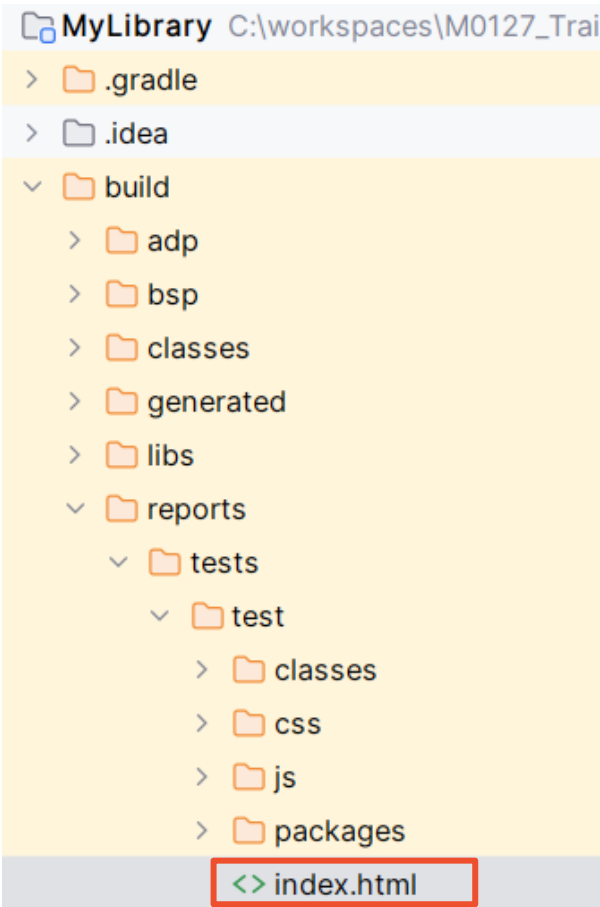 MyLibrary C:\workspaces\M0127_Trai
.gradle
.idea
build
adp
bsp
classes
generated
libs
reports
tests
test
classes
css
js
packages
<> index.html